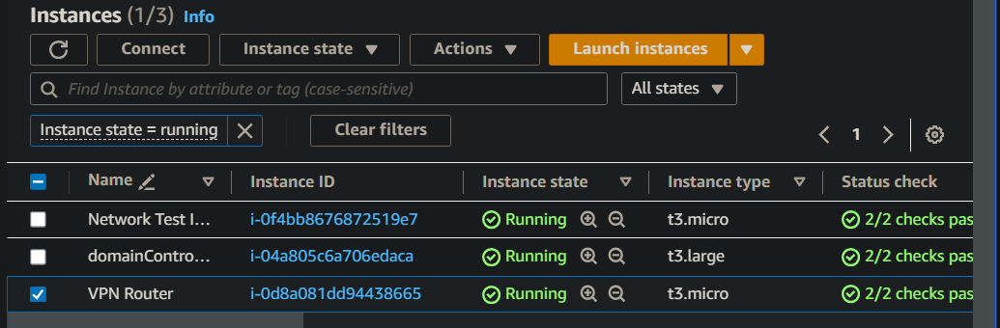 Instances (1/3) Info
Connect Instance state Actions Launch instances
Find Instance by attribute or tag (case-sensitive) All states
Instance state = running Clear filters 1
Name Instance ID Instance state Instance type Status check
Network Test I... i-0f4bb8676872519e7 Running t3.micro 2/2 checks pas
domainContro... i-04a805c6a706edaca Running t3.large 2/2 checks pas
VPN Router i-0d8a081dd94438665 Running t3.micro 2/2 checks pas